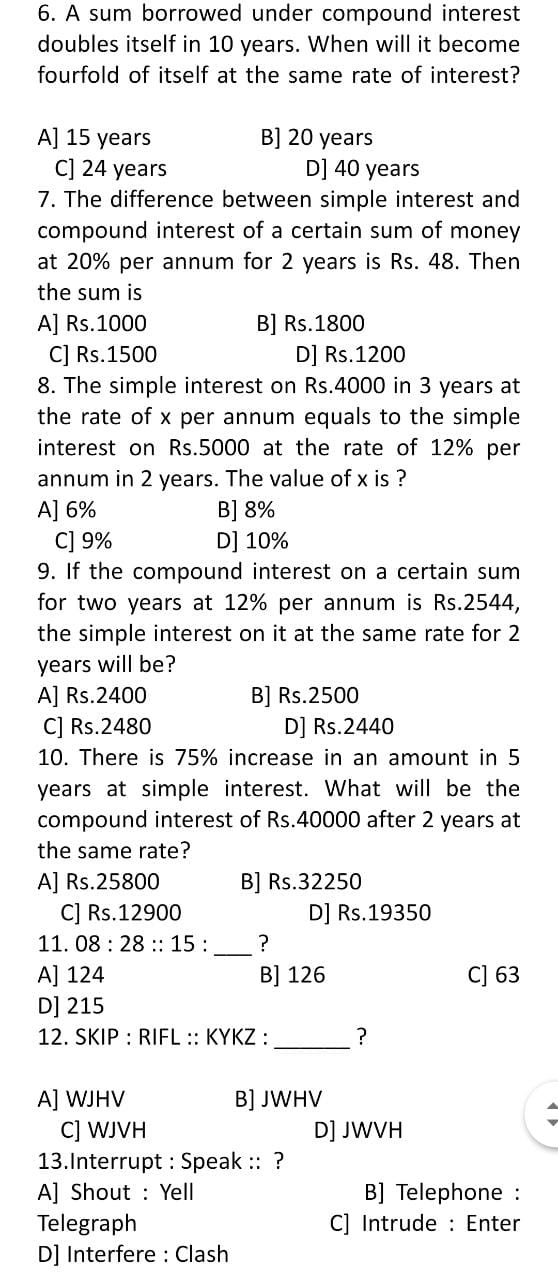 6. A sum borrowed under compound interest
doubles itself in 10 years. When will it become
fourfold of itself at the same rate of interest?
A] 15 years B] 20 years
C] 24 years D] 40 years
7. The difference between simple interest and
compound interest of a certain sum of money
at 20% per annum for 2 years is Rs. 48. Then
the sum is
A] Rs.1000 B] Rs.1800
C] Rs.1500 D] Rs.1200
8. The simple interest on Rs.4000 in 3 years at
the rate of x per annum equals to the simple
interest on Rs.5000 at the rate of 12% per
annum in 2 years. The value of x is ?
A] 6% B] 8%
C] 9% D] 10%
9. If the compound interest on a certain sum
for two years at 12% per annum is Rs.2544,
the simple interest on it at the same rate for 2
years will be?
A] Rs.2400 B] Rs.2500
C] Rs.2480 D] Rs.2440
10. There is 75% increase in an amount in 5
years at simple interest. What will be the
compound interest of Rs.40000 after 2 years at
the same rate?
A] Rs.25800 B] Rs.32250
C] Rs.12900 D] Rs.19350
11. 08 : 28 :: 15 : ___ ?
A] 124 B] 126 C] 63
D] 215
12. SKIP : RIFL :: KYKZ : ______ ?
A] WJHV B] JWHV
C] WJVH D] JWVH
13.Interrupt : Speak :: ?
A] Shout : Yell B] Telephone :
Telegraph C] Intrude : Enter
D] Interfere : Clash